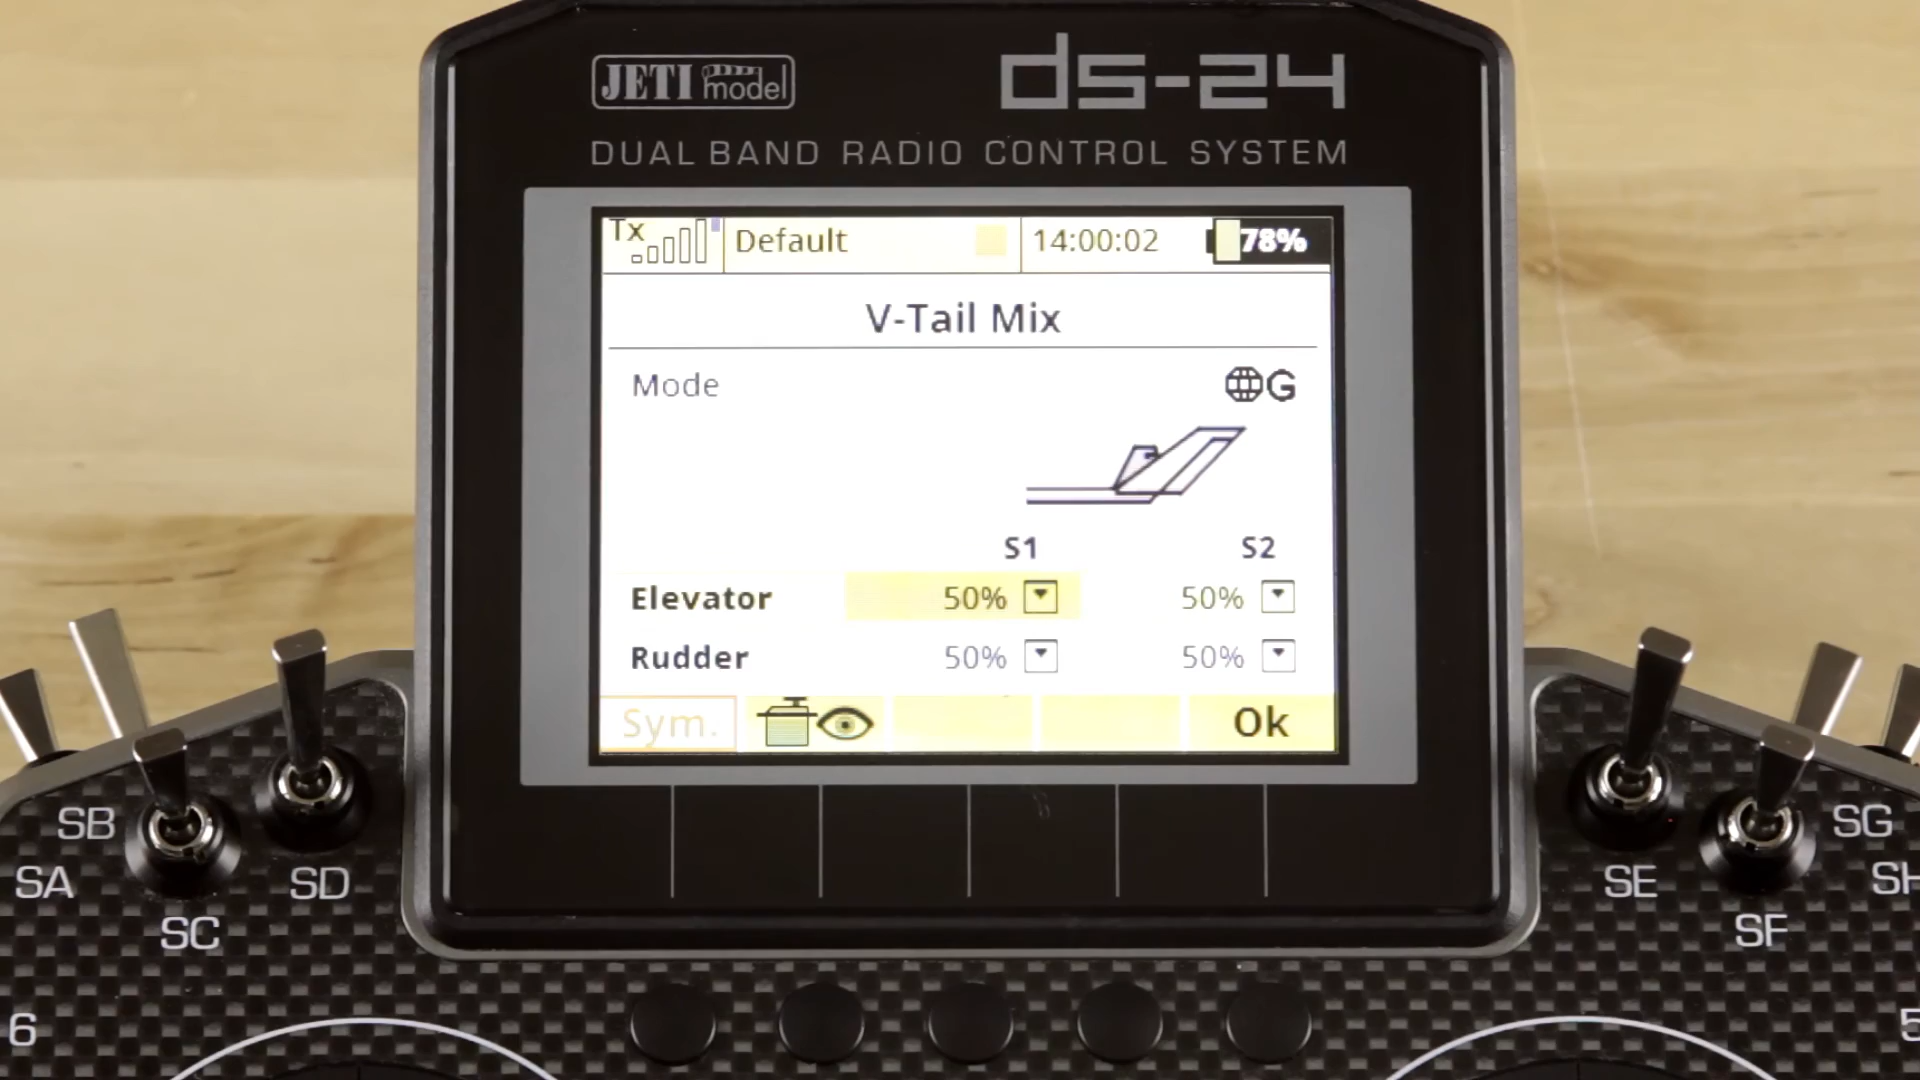 JETI model
ds-24
DUAL BAND RADIO CONTROL SYSTEM
Tx Default 14:00:02 78%
V-Tail Mix
Mode G
S1 S2
Elevator 50% 50%
Rudder 50% 50%
Sym. Ok
SB SG
SA SD SE
SC SF
6 5